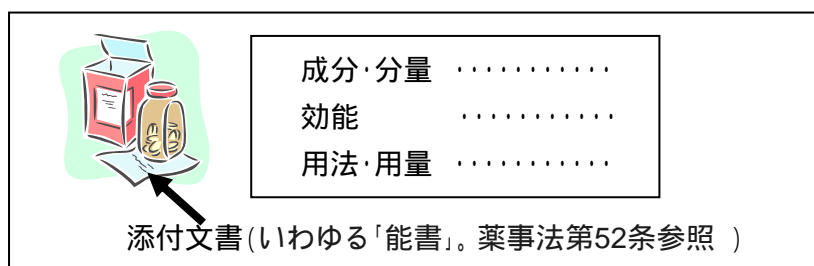 成分・分量 ・・・・・・・・・・・
効能 ・・・・・・・・・・・
用法・用量 ・・・・・・・・・・・
添付文書(いわゆる「能書」。薬事法第52条参照 )